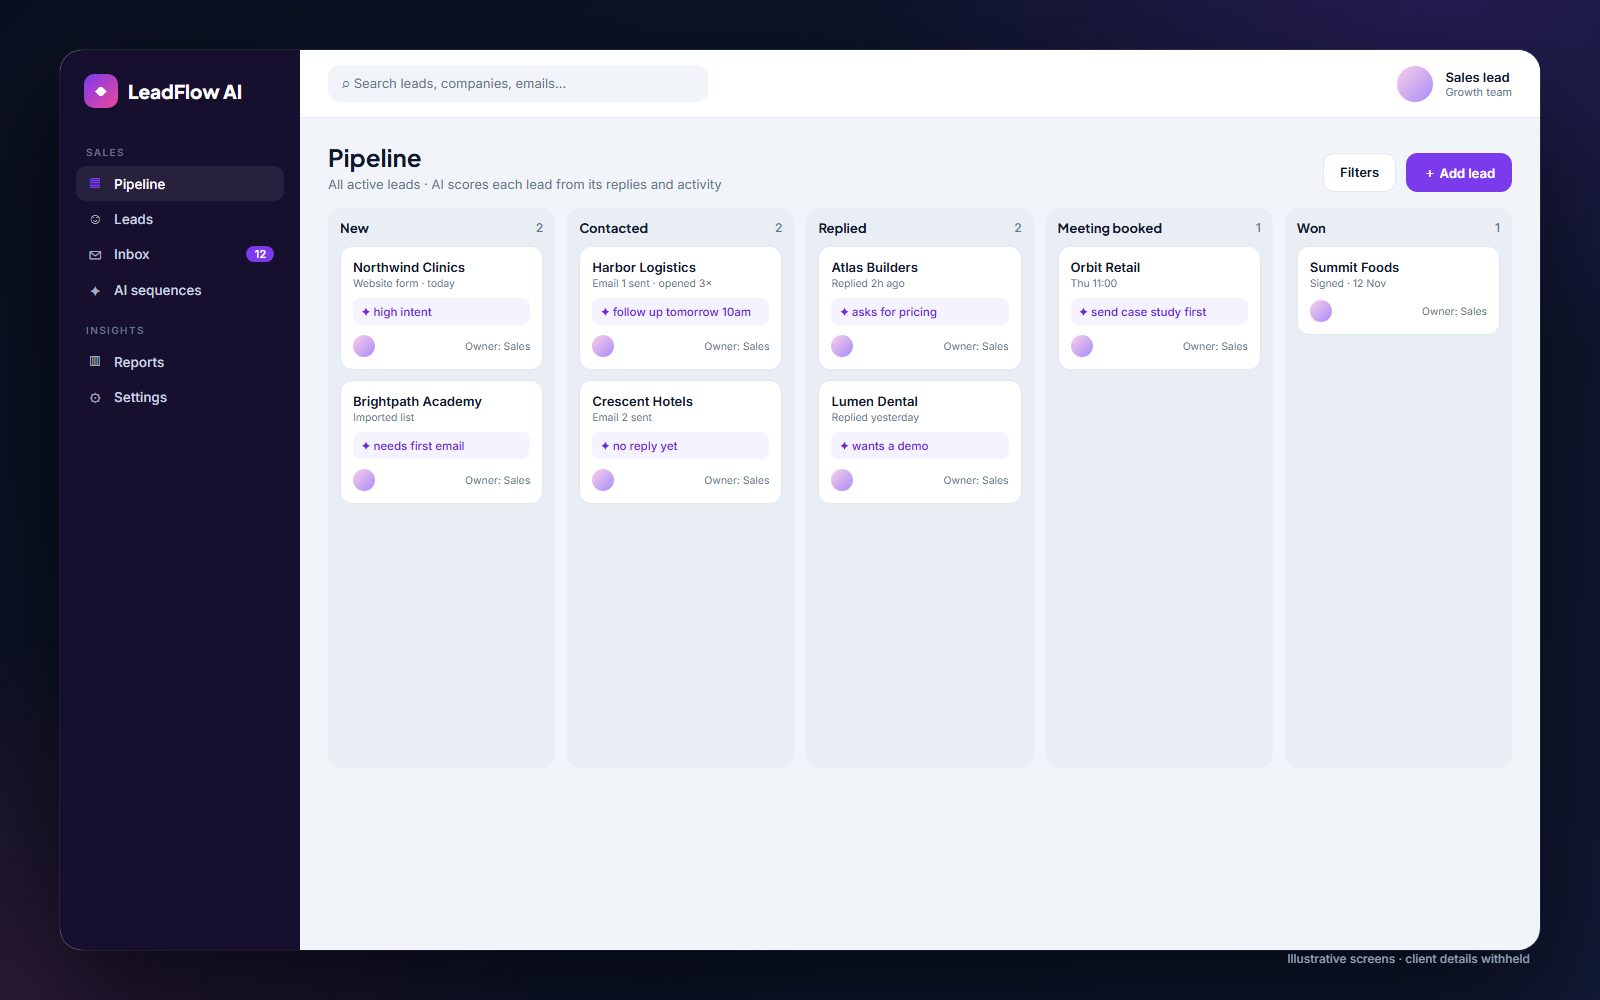 LeadFlow AI
SALES
Pipeline
Leads
Inbox 12
AI sequences
INSIGHTS
Reports
Settings
Search leads, companies, emails...
Sales lead
Growth team
Pipeline
All active leads · AI scores each lead from its replies and activity
Filters
+ Add lead
New 2
Northwind Clinics
Website form · today
✦ high intent
Owner: Sales
Brightpath Academy
Imported list
✦ needs first email
Owner: Sales
Contacted 2
Harbor Logistics
Email 1 sent · opened 3×
✦ follow up tomorrow 10am
Owner: Sales
Crescent Hotels
Email 2 sent
✦ no reply yet
Owner: Sales
Replied 2
Atlas Builders
Replied 2h ago
✦ asks for pricing
Owner: Sales
Lumen Dental
Replied yesterday
✦ wants a demo
Owner: Sales
Meeting booked 1
Orbit Retail
Thu 11:00
✦ send case study first
Owner: Sales
Won 1
Summit Foods
Signed · 12 Nov
Owner: Sales
Illustrative screens · client details withheld